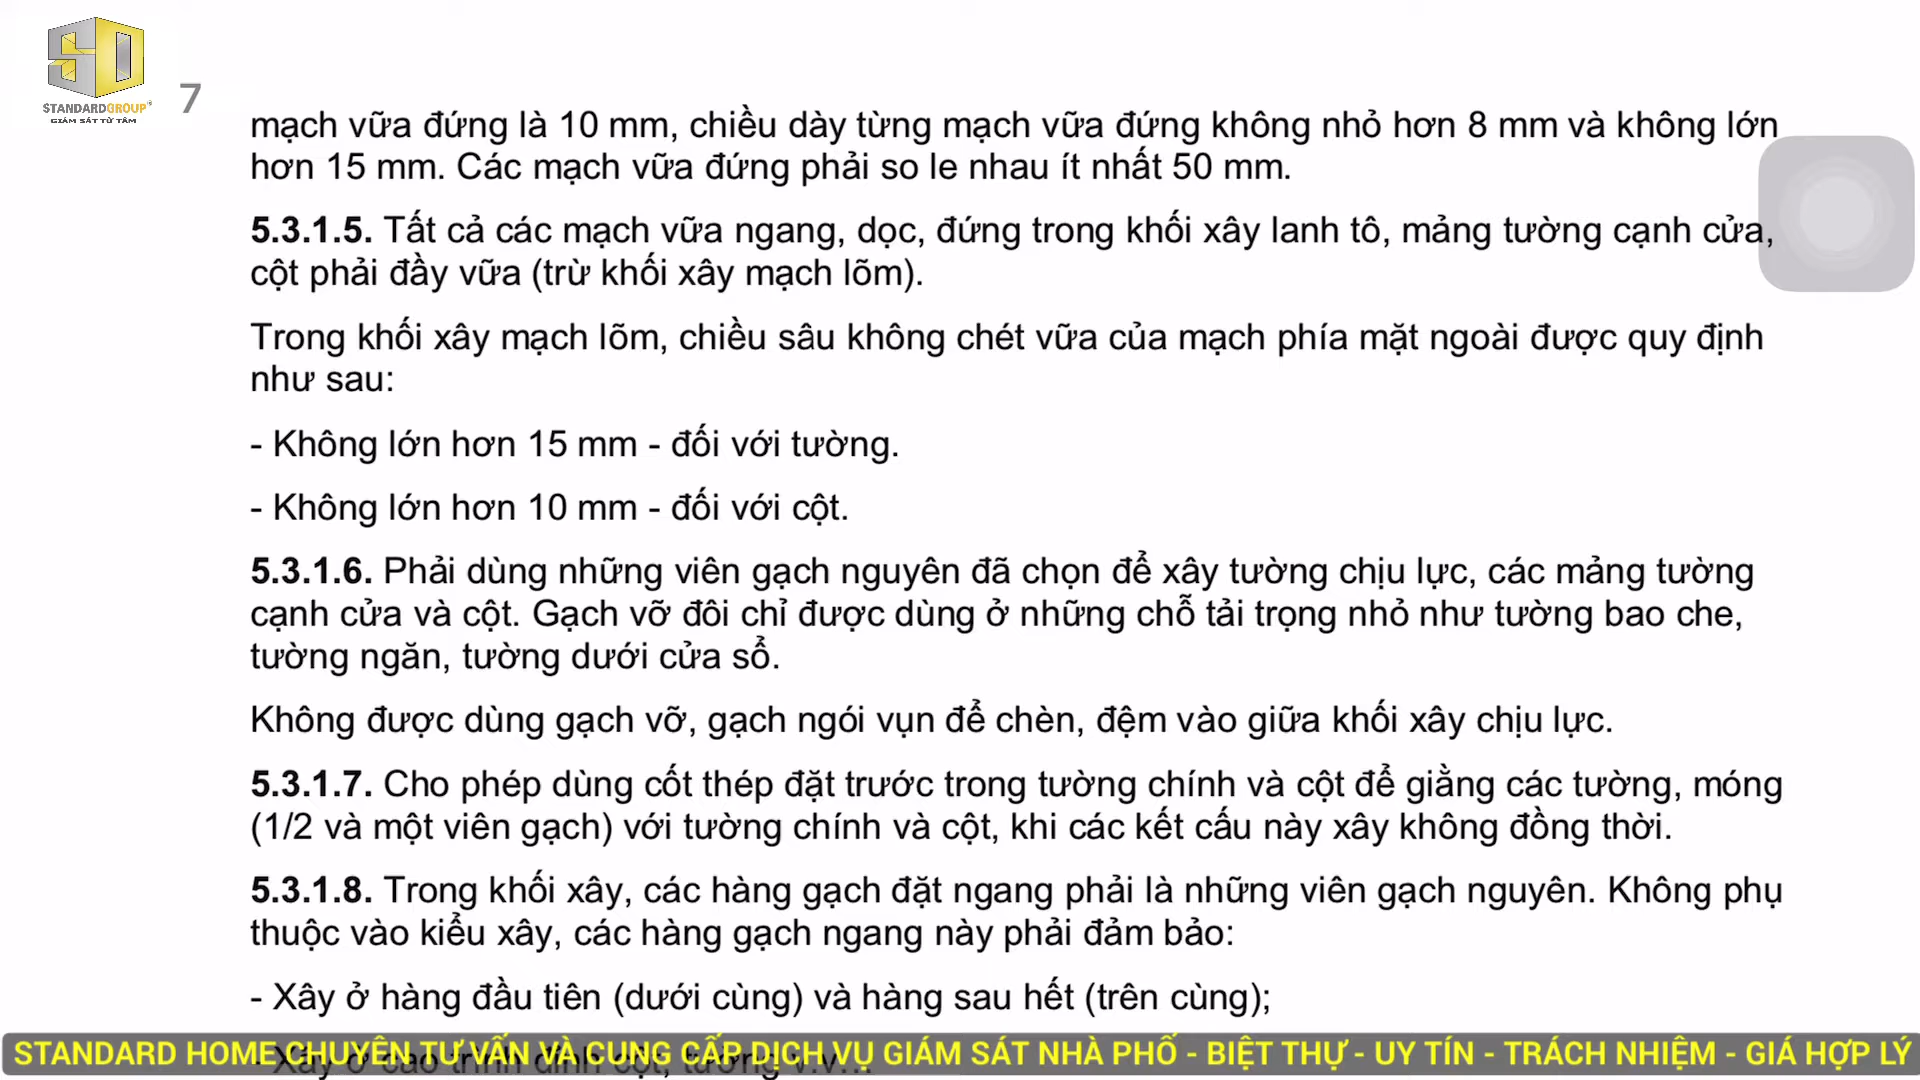 STANDARDGROUP
GIÁM SÁT TỪ TÂM
7
mạch vữa đứng là 10 mm, chiều dày từng mạch vữa đứng không nhỏ hơn 8 mm và không lớn
hơn 15 mm. Các mạch vữa đứng phải so le nhau ít nhất 50 mm.
5.3.1.5. Tất cả các mạch vữa ngang, dọc, đứng trong khối xây lanh tô, mảng tường cạnh cửa,
cột phải đầy vữa (trừ khối xây mạch lõm).
Trong khối xây mạch lõm, chiều sâu không chét vữa của mạch phía mặt ngoài được quy định
như sau:
- Không lớn hơn 15 mm - đối với tường.
- Không lớn hơn 10 mm - đối với cột.
5.3.1.6. Phải dùng những viên gạch nguyên đã chọn để xây tường chịu lực, các mảng tường
cạnh cửa và cột. Gạch vỡ đôi chỉ được dùng ở những chỗ tải trọng nhỏ như tường bao che,
tường ngăn, tường dưới cửa sổ.
Không được dùng gạch vỡ, gạch ngói vụn để chèn, đệm vào giữa khối xây chịu lực.
5.3.1.7. Cho phép dùng cốt thép đặt trước trong tường chính và cột để giằng các tường, móng
(1/2 và một viên gạch) với tường chính và cột, khi các kết cấu này xây không đồng thời.
5.3.1.8. Trong khối xây, các hàng gạch đặt ngang phải là những viên gạch nguyên. Không phụ
thuộc vào kiểu xây, các hàng gạch ngang này phải đảm bảo:
- Xây ở hàng đầu tiên (dưới cùng) và hàng sau hết (trên cùng);
- Xây ở cao trình đỉnh cột, tường v.v...
STANDARD HOME CHUYÊN TƯ VẤN VÀ CUNG CẤP DỊCH VỤ GIÁM SÁT NHÀ PHỐ - BIỆT THỰ - UY TÍN - TRÁCH NHIỆM - GIÁ HỢP LÝ